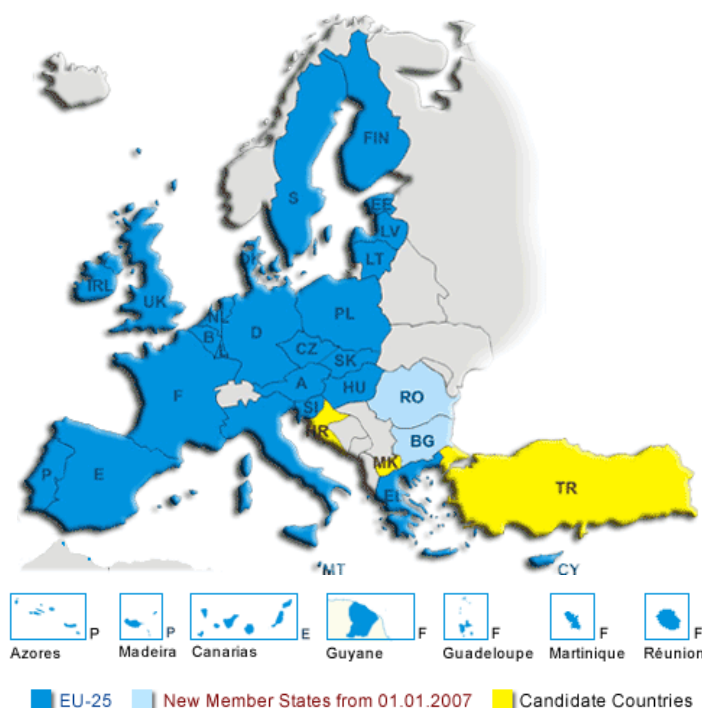 FIN
S
EE
LV
DK
LT
IRL
UK
NL
PL
B
D
L
CZ
SK
A
HU
F
SI
RO
HR
BG
P
E
I
MK
EL
TR
MT
CY
P
P
E
F
F
F
F
Azores
Madeira
Canarias
Guyane
Guadeloupe
Martinique
Réunion
EU-25
New Member States from 01.01.2007
Candidate Countries